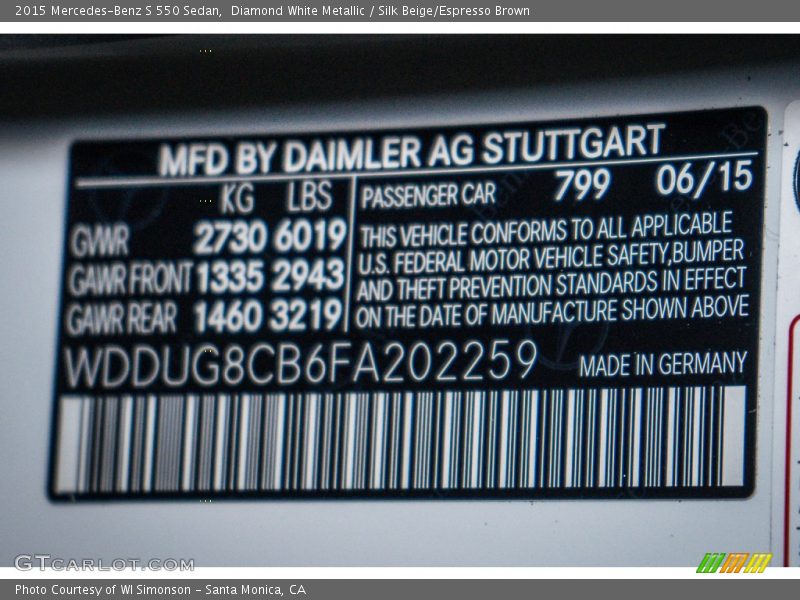 2015 Mercedes-Benz S 550 Sedan,  Diamond White Metallic / Silk Beige/Espresso Brown
MFD BY DAIMLER AG STUTTGART
KG LBS
PASSENGER CAR 799 06/15
GVWR 2730 6019
GAWR FRONT 1335 2943
GAWR REAR 1460 3219
THIS VEHICLE CONFORMS TO ALL APPLICABLE
U.S. FEDERAL MOTOR VEHICLE SAFETY,BUMPER
AND THEFT PREVENTION STANDARDS IN EFFECT
ON THE DATE OF MANUFACTURE SHOWN ABOVE
WDDUG8CB6FA202259 MADE IN GERMANY
GTCARLOT.COM
Photo Courtesy of WI Simonson - Santa Monica, CA